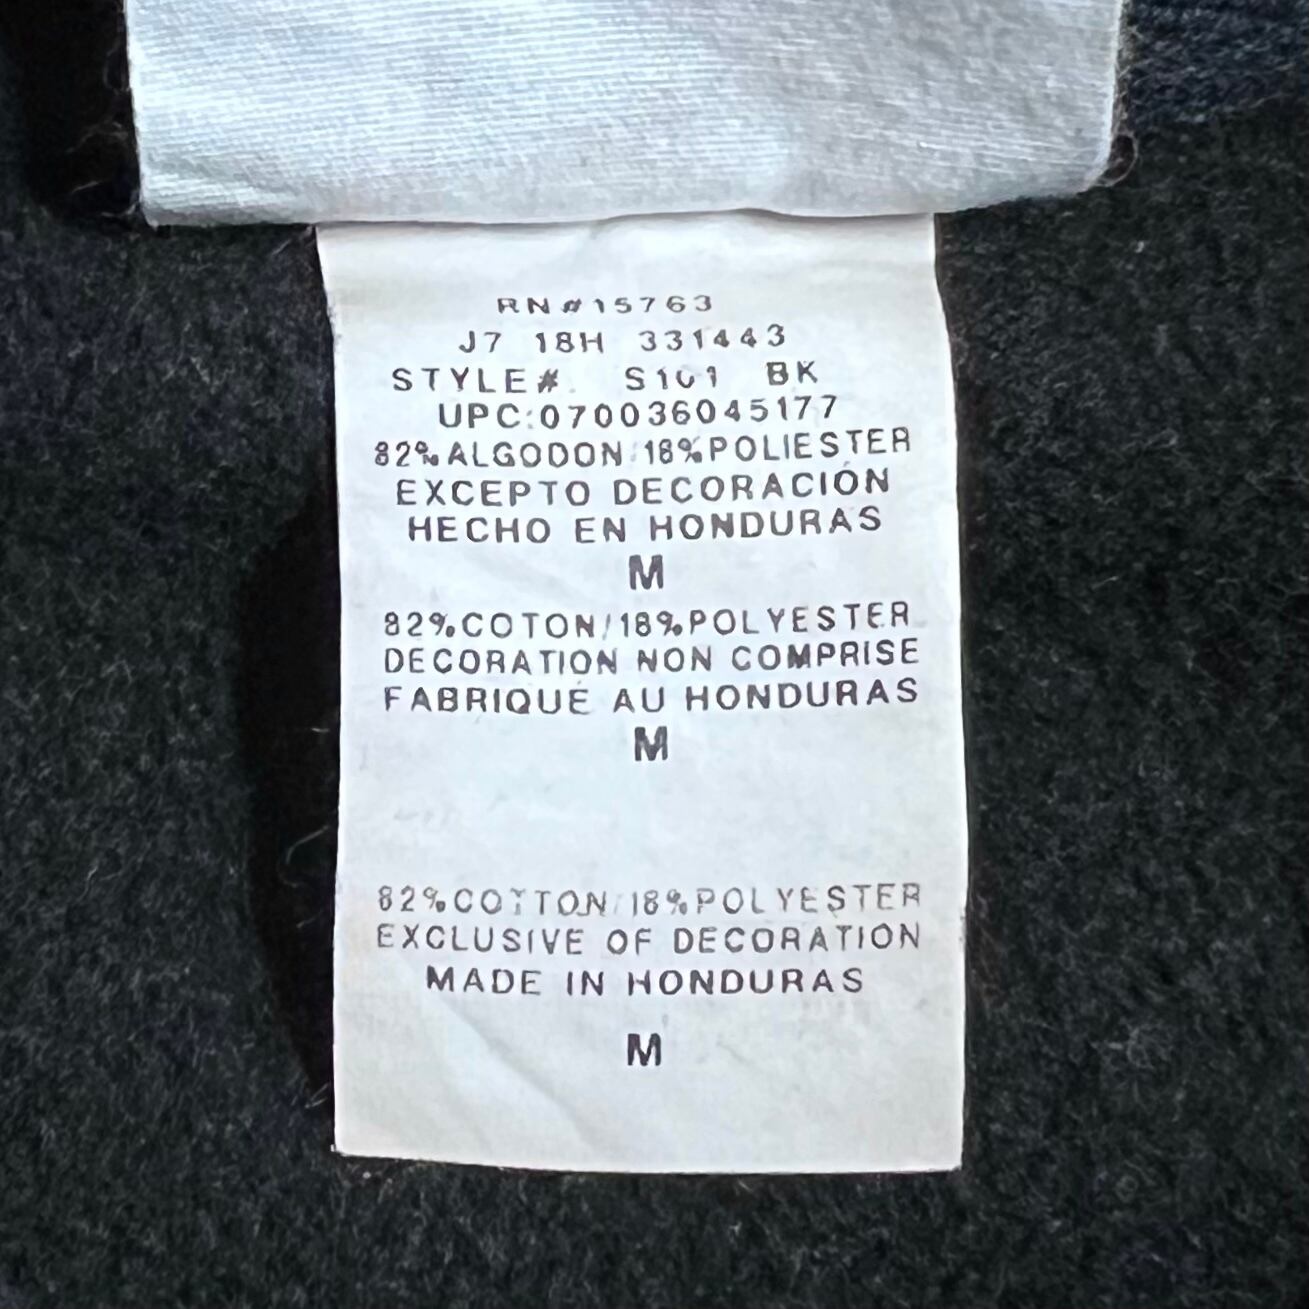 RN#15763
J7 18H 331443
STYLE# S101 BK
UPC:070036045177
82%ALGODON/18%POLIESTER
EXCEPTO DECORACIÓN
HECHO EN HONDURAS
M
82%COTON/18%POLYESTER
DECORATION NON COMPRISE
FABRIQUÉ AU HONDURAS
M
82%COTTON/18%POLYESTER
EXCLUSIVE OF DECORATION
MADE IN HONDURAS
M